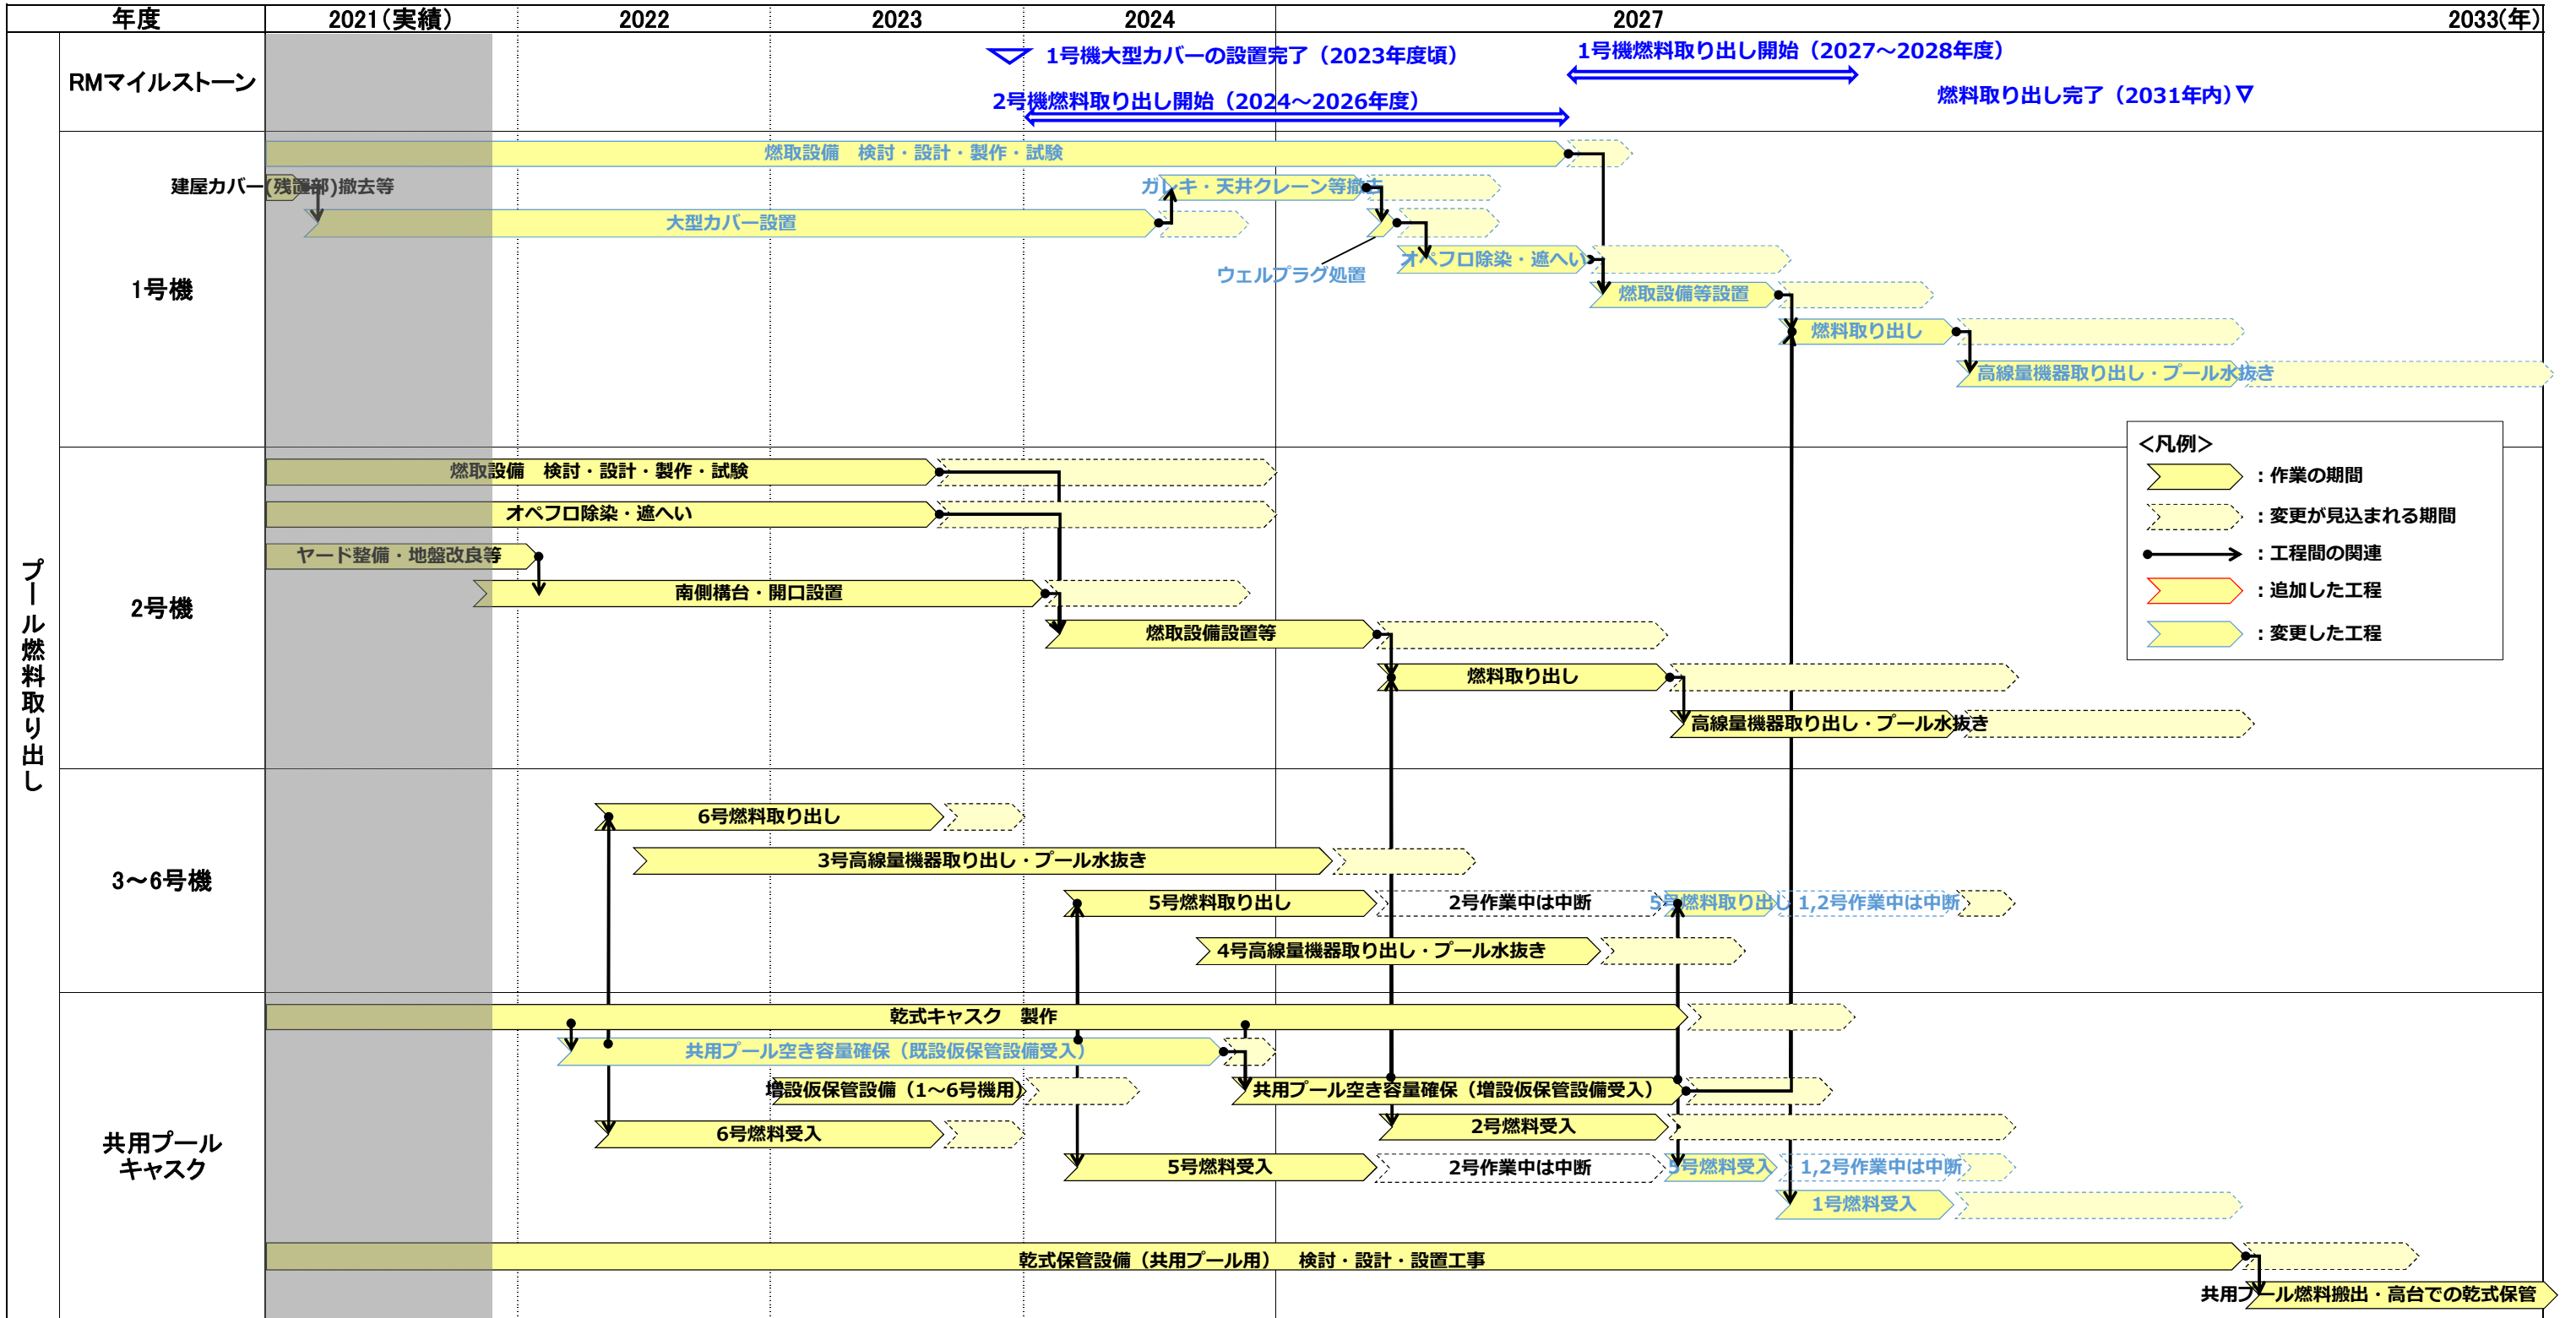 年度 2021(実績) 2022 2023 2024 2027 2033(年)
プール燃料取り出し
RMマイルストーン
1号機大型カバーの設置完了（2023年度頃）
1号機燃料取り出し開始（2027～2028年度）
2号機燃料取り出し開始（2024～2026年度）
燃料取り出し完了（2031年内）▽
1号機
燃取設備　検討・設計・製作・試験
建屋カバー(残置部)撤去等
ガレキ・天井クレーン等撤去
大型カバー設置
ウェルプラグ処置
オペフロ除染・遮へい
燃取設備等設置
燃料取り出し
高線量機器取り出し・プール水抜き
＜凡例＞
：作業の期間
：変更が見込まれる期間
：工程間の関連
：追加した工程
：変更した工程
2号機
燃取設備　検討・設計・製作・試験
オペフロ除染・遮へい
ヤード整備・地盤改良等
南側構台・開口設置
燃取設備設置等
燃料取り出し
高線量機器取り出し・プール水抜き
3～6号機
6号燃料取り出し
3号高線量機器取り出し・プール水抜き
5号燃料取り出し 2号作業中は中断 5号燃料取り出し 1,2号作業中は中断
4号高線量機器取り出し・プール水抜き
共用プール
キャスク
乾式キャスク　製作
共用プール空き容量確保（既設仮保管設備受入）
増設仮保管設備（1～6号機用） 共用プール空き容量確保（増設仮保管設備受入）
6号燃料受入 2号燃料受入
5号燃料受入 2号作業中は中断 5号燃料受入 1,2号作業中は中断
1号燃料受入
乾式保管設備（共用プール用）　検討・設計・設置工事
共用プール燃料搬出・高台での乾式保管